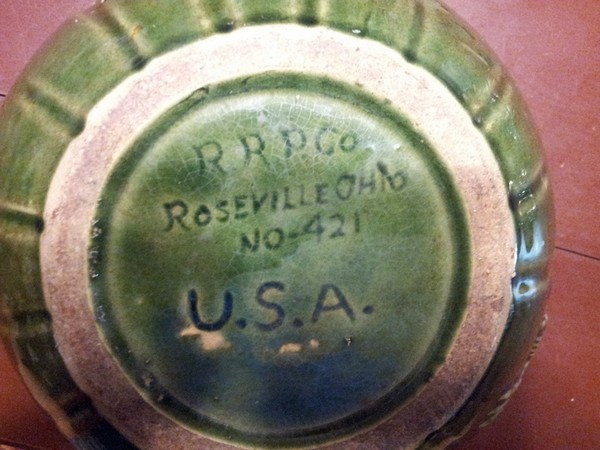 R R P. Co
ROSEVILLE OHIO
NO-421
U.S.A.